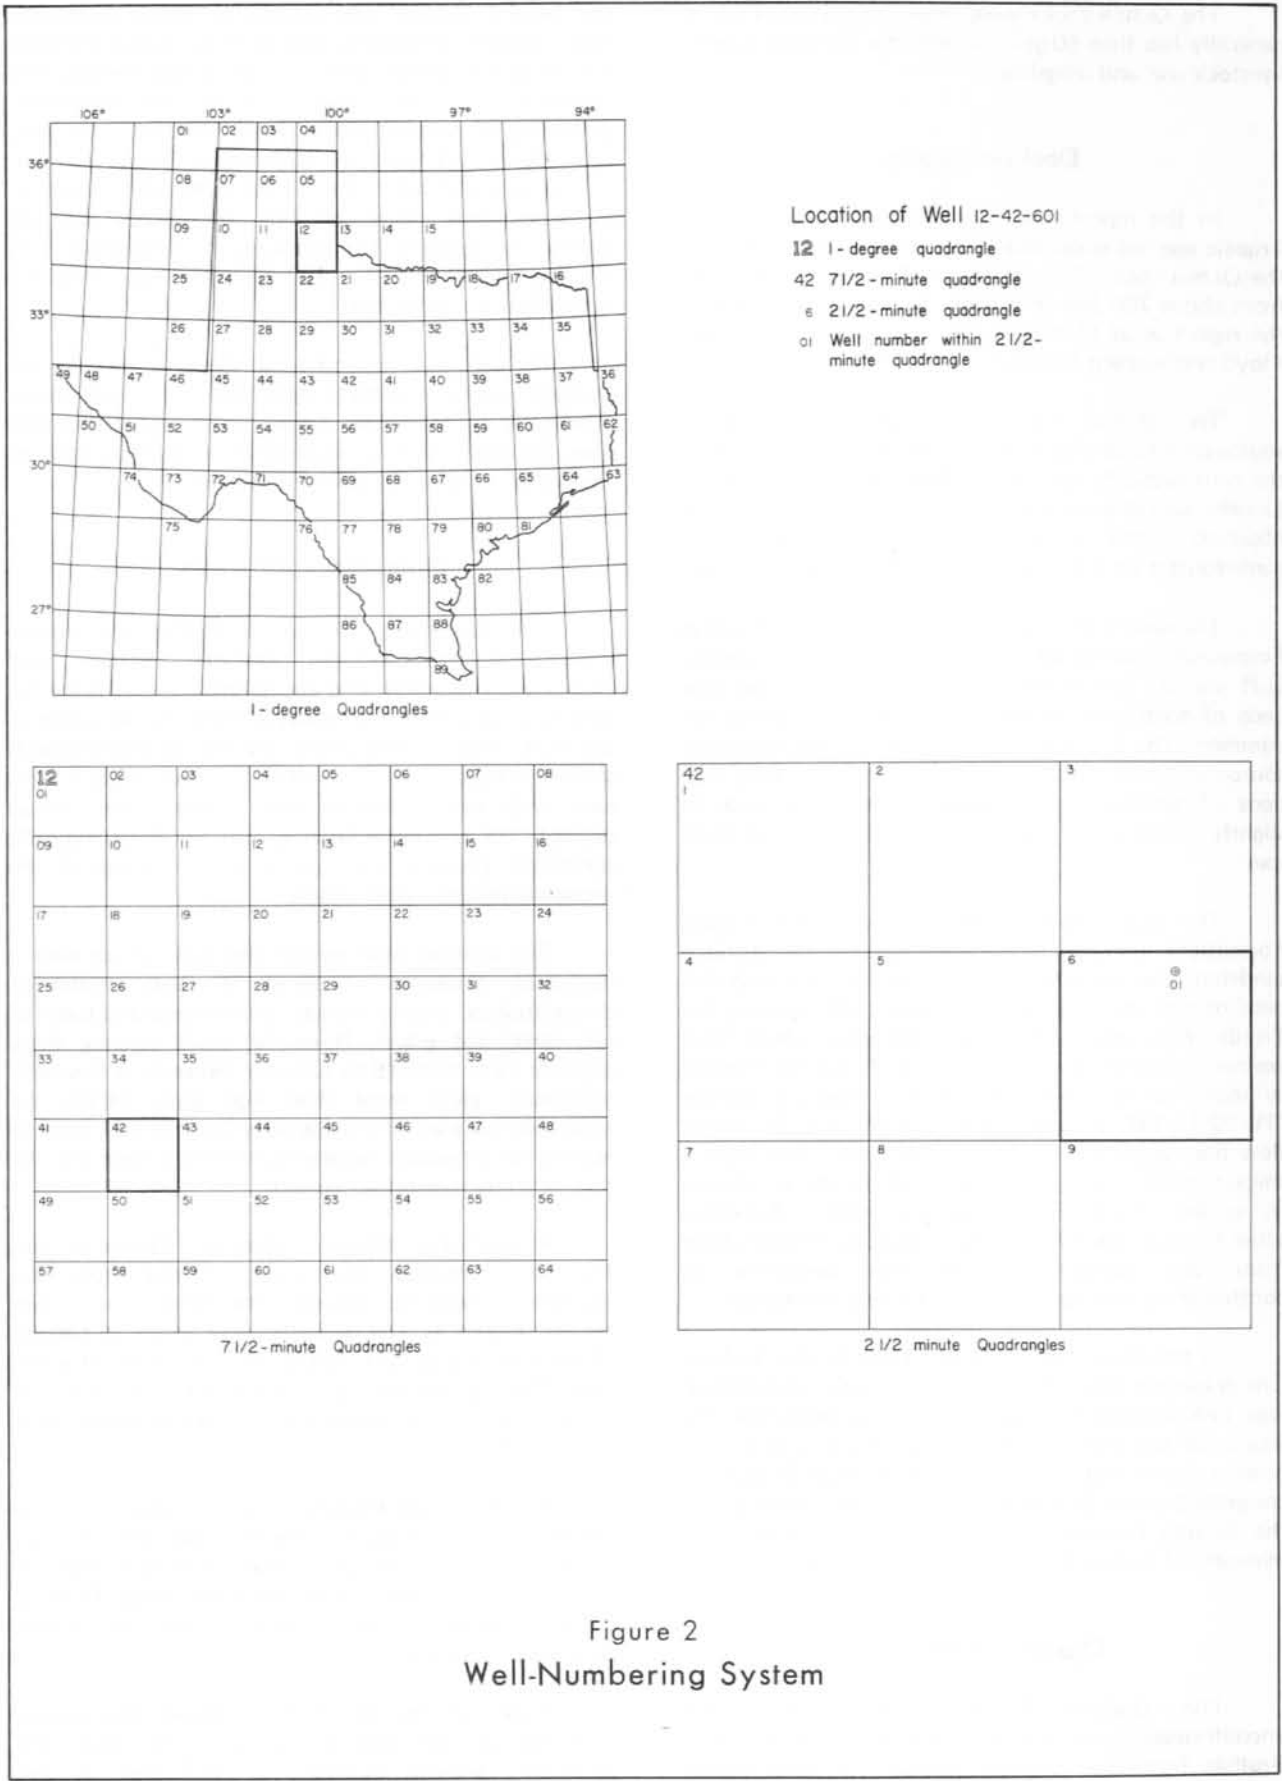 106° 103° 100° 97° 94°
01 02 03 04
36°
08 07 06 05
09 10 11 12 13 14 15
25 24 23 22 21 20 19 18 17 16
33°
26 27 28 29 30 31 32 33 34 35
49 48 47 46 45 44 43 42 41 40 39 38 37 36
50 51 52 53 54 55 56 57 58 59 60 61 62
30°
74 73 72 71 70 69 68 67 66 65 64 63
75 76 77 78 79 80 81
85 84 83 82
27°
86 87 88
89
1-degree Quadrangles
Location of Well 12-42-601
12 1-degree quadrangle
42 7 1/2-minute quadrangle
6 2 1/2-minute quadrangle
01 Well number within 2 1/2-
minute quadrangle
12 02 03 04 05 06 07 08
01
09 10 11 12 13 14 15 16
17 18 19 20 21 22 23 24
25 26 27 28 29 30 31 32
33 34 35 36 37 38 39 40
41 42 43 44 45 46 47 48
49 50 51 52 53 54 55 56
57 58 59 60 61 62 63 64
7 1/2-minute Quadrangles
42 2 3
1
4 5 6
01
7 8 9
2 1/2 minute Quadrangles
Figure 2
Well-Numbering System